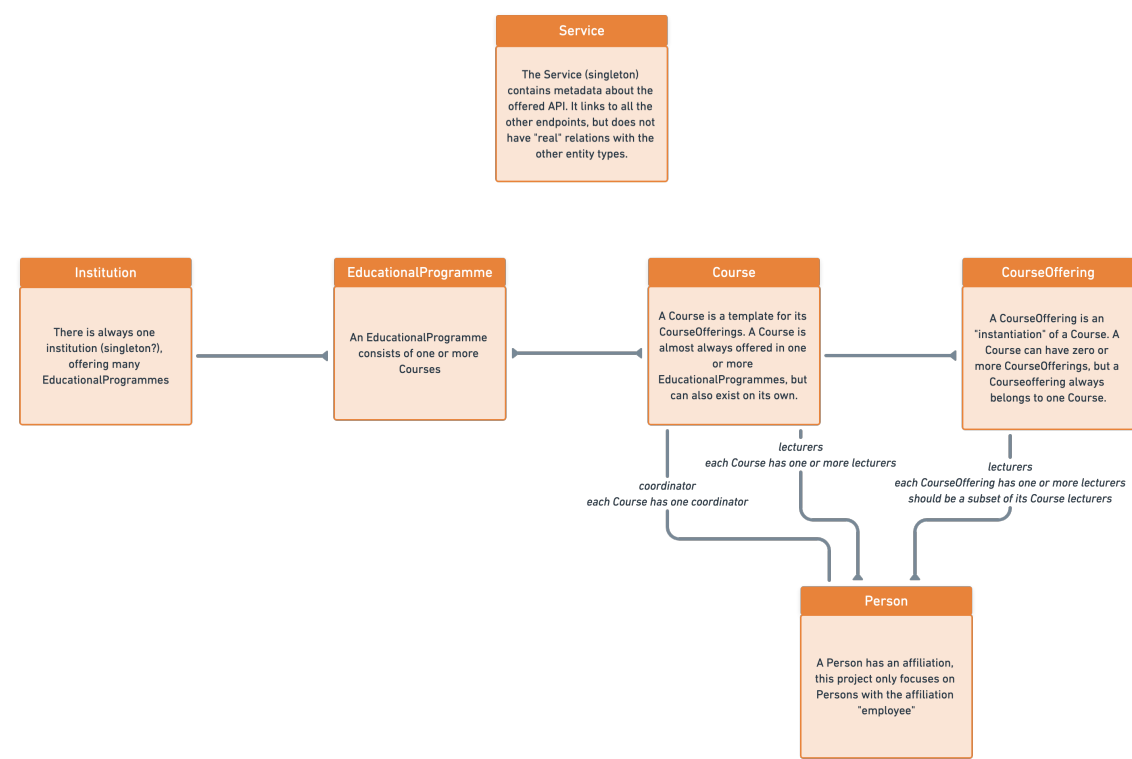 Service
The Service (singleton)
contains metadata about the
offered API. It links to all the
other endpoints, but does not
have "real" relations with the
other entity types.
Institution
There is always one
institution (singleton?),
offering many
EducationalProgrammes
EducationalProgramme
An EducationalProgramme
consists of one or more
Courses
Course
A Course is a template for its
CourseOfferings. A Course is
almost always offered in one
or more
EducationalProgrammes, but
can also exist on its own.
CourseOffering
A CourseOffering is an
"instantiation" of a Course. A
Course can have zero or
more CourseOfferings, but a
Courseoffering always
belongs to one Course.
coordinator
each Course has one coordinator
lecturers
each Course has one or more lecturers
lecturers
each CourseOffering has one or more lecturers
should be a subset of its Course lecturers
Person
A Person has an affiliation,
this project only focuses on
Persons with the affiliation
"employee"